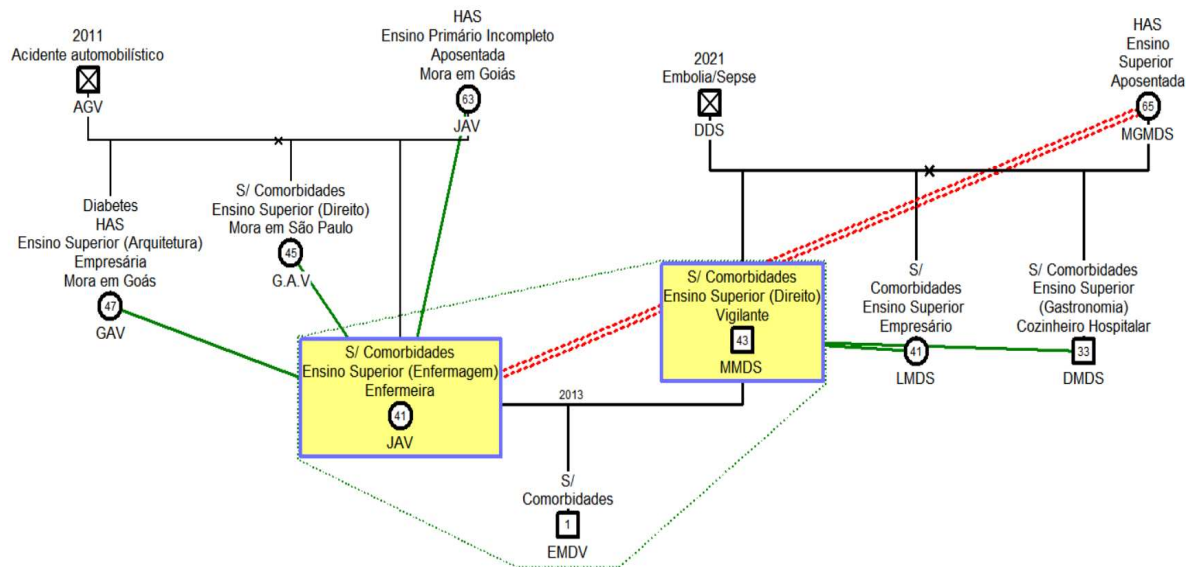 2011
Acidente automobilístico
AGV
HAS
Ensino Primário Incompleto
Aposentada
Mora em Goiás
63
JAV
2021
Embolia/Sepse
DDS
HAS
Ensino
Superior
Aposentada
65
MGMDS
Diabetes
HAS
Ensino Superior (Arquitetura)
Empresária
Mora em Goás
47
GAV
S/ Comorbidades
Ensino Superior (Direito)
Mora em São Paulo
45
G.A.V
S/ Comorbidades
Ensino Superior (Enfermagem)
Enfermeira
41
JAV
S/ Comorbidades
Ensino Superior (Direito)
Vigilante
43
MMDS
S/
Comorbidades
Ensino Superior
Empresário
41
LMDS
S/ Comorbidades
Ensino Superior
(Gastronomia)
Cozinheiro Hospitalar
33
DMDS
2013
S/
Comorbidades
1
EMDV